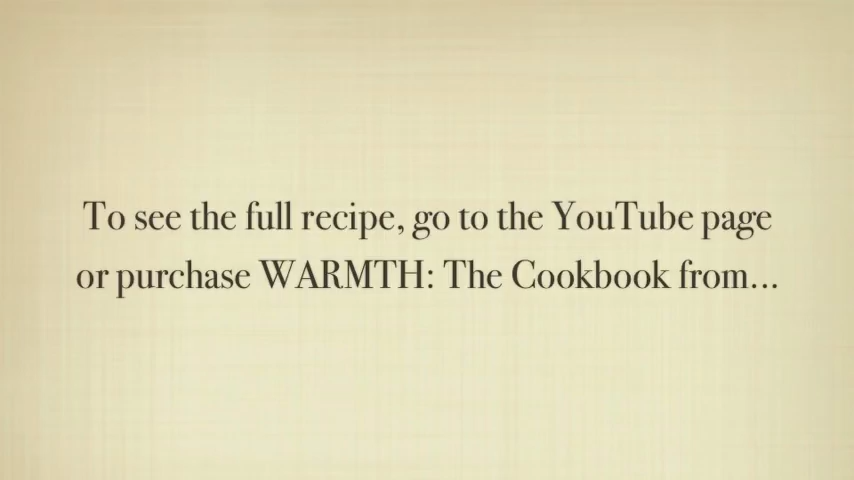 To see the full recipe, go to the YouTube page
or purchase WARMTH: The Cookbook from...